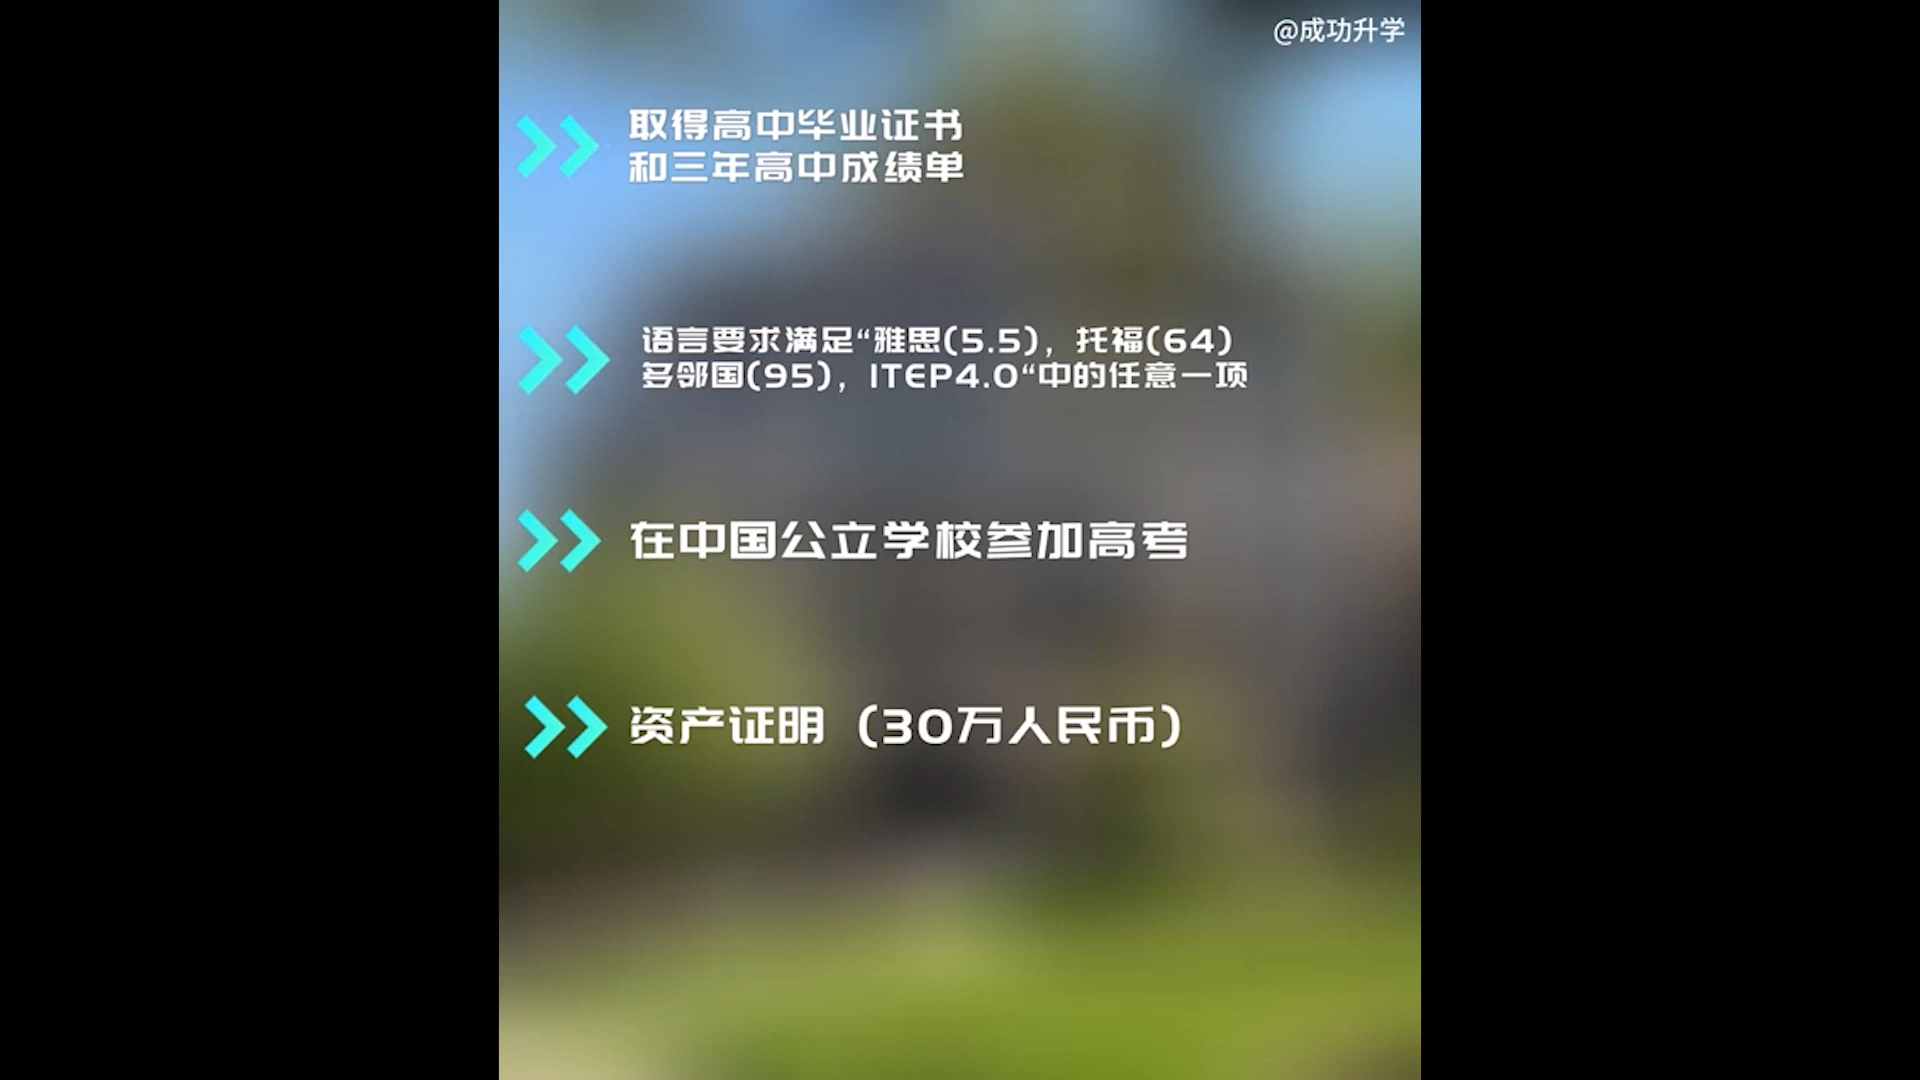 @成功升学
取得高中毕业证书
和三年高中成绩单
语言要求满足“雅思(5.5)，托福(64)
多邻国(95)，ITEP4.0“中的任意一项
在中国公立学校参加高考
资产证明（30万人民币）